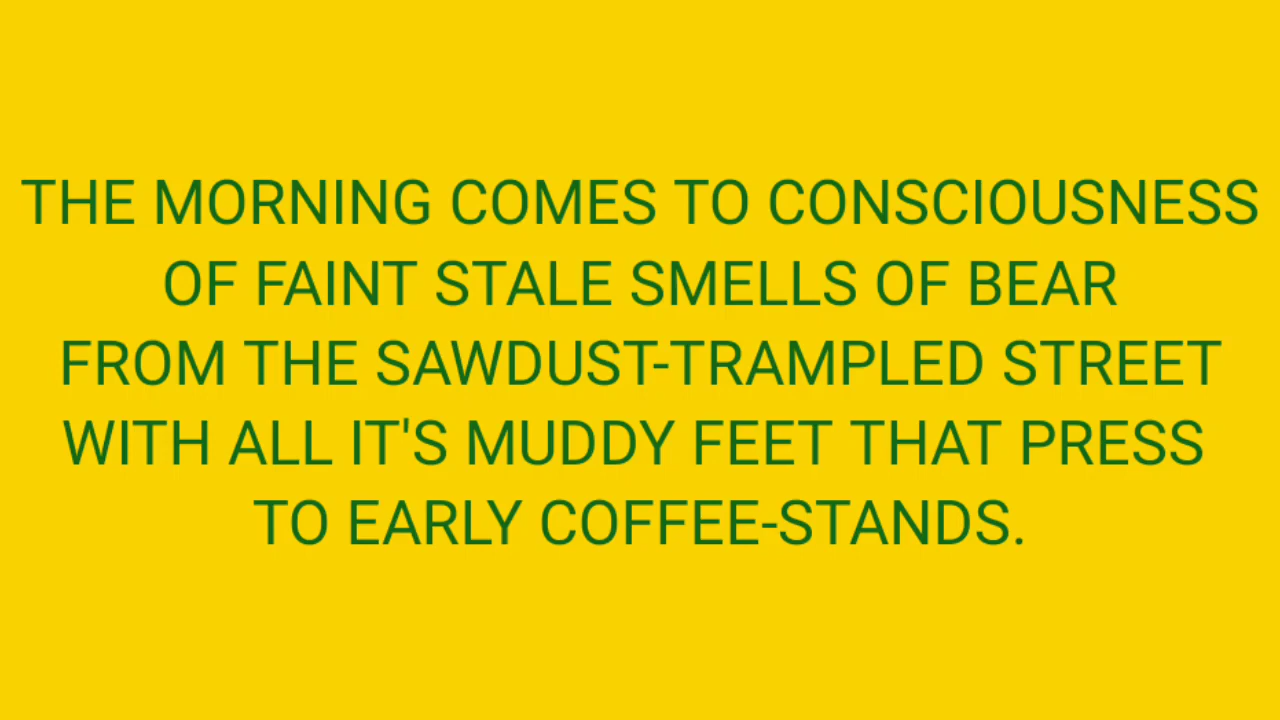 THE MORNING COMES TO CONSCIOUSNESS
OF FAINT STALE SMELLS OF BEAR
FROM THE SAWDUST-TRAMPLED STREET
WITH ALL IT'S MUDDY FEET THAT PRESS
TO EARLY COFFEE-STANDS.